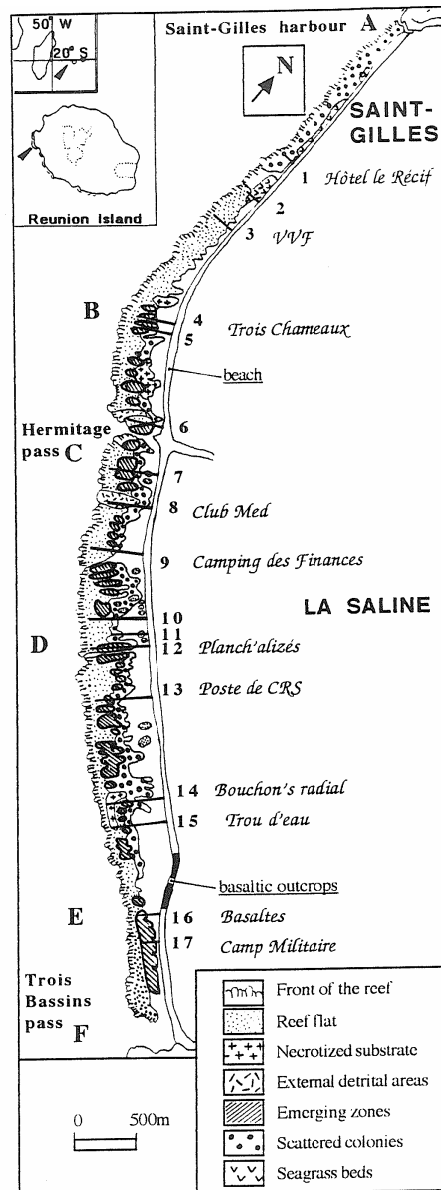 50 W
20 S
Saint-Gilles harbour A
N
SAINT-
GILLES
Reunion Island
1 Hôtel le Récif
2
3 VVF
B
4 Trois Chameaux
5
beach
6
Hermitage
pass C
7
8 Club Med
9 Camping des Finances
LA SALINE
10
11
D
12 Planch'alizés
13 Poste de CRS
14 Bouchon's radial
15 Trou d'eau
basaltic outcrops
E
16 Basaltes
17 Camp Militaire
Trois
Bassins
pass
F
Front of the reef
Reef flat
Necrotized substrate
External detrital areas
Emerging zones
Scattered colonies
Seagrass beds
0 500m